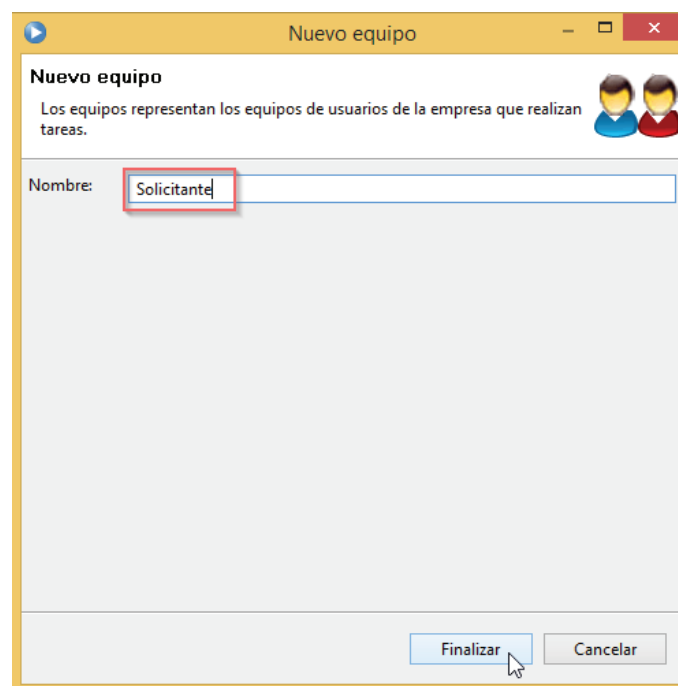 Nuevo equipo
Nuevo equipo
Los equipos representan los equipos de usuarios de la empresa que realizan
tareas.
Nombre: Solicitante
Finalizar Cancelar